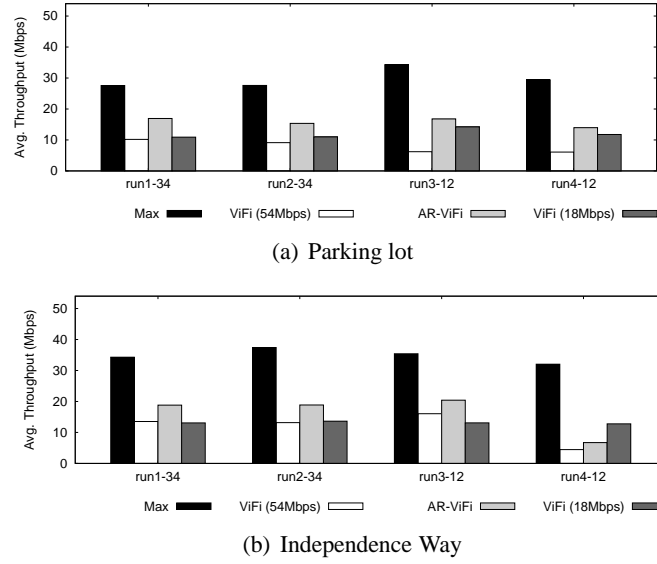 50
40
30
20
10
0
Avg. Throughput (Mbps)
run1-34 run2-34 run3-12 run4-12
Max ViFi (54Mbps) AR-ViFi ViFi (18Mbps)
(a) Parking lot
50
40
30
20
10
0
Avg. Throughput (Mbps)
run1-34 run2-34 run3-12 run4-12
Max ViFi (54Mbps) AR-ViFi ViFi (18Mbps)
(b) Independence Way